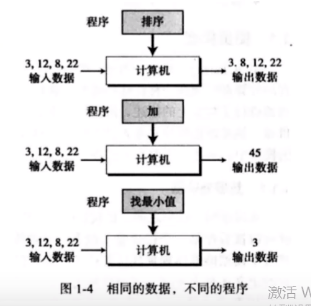 程序 排序
3, 12, 8, 22 计算机 3. 8, 12, 22
输入数据 输出数据
程序 加
3, 12, 8, 22 计算机 45
输入数据 输出数据
程序 找最小值
3, 12, 8, 22 计算机 3
输入数据 输出数据
图 1-4 相同的数据，不同的程序
激活 W